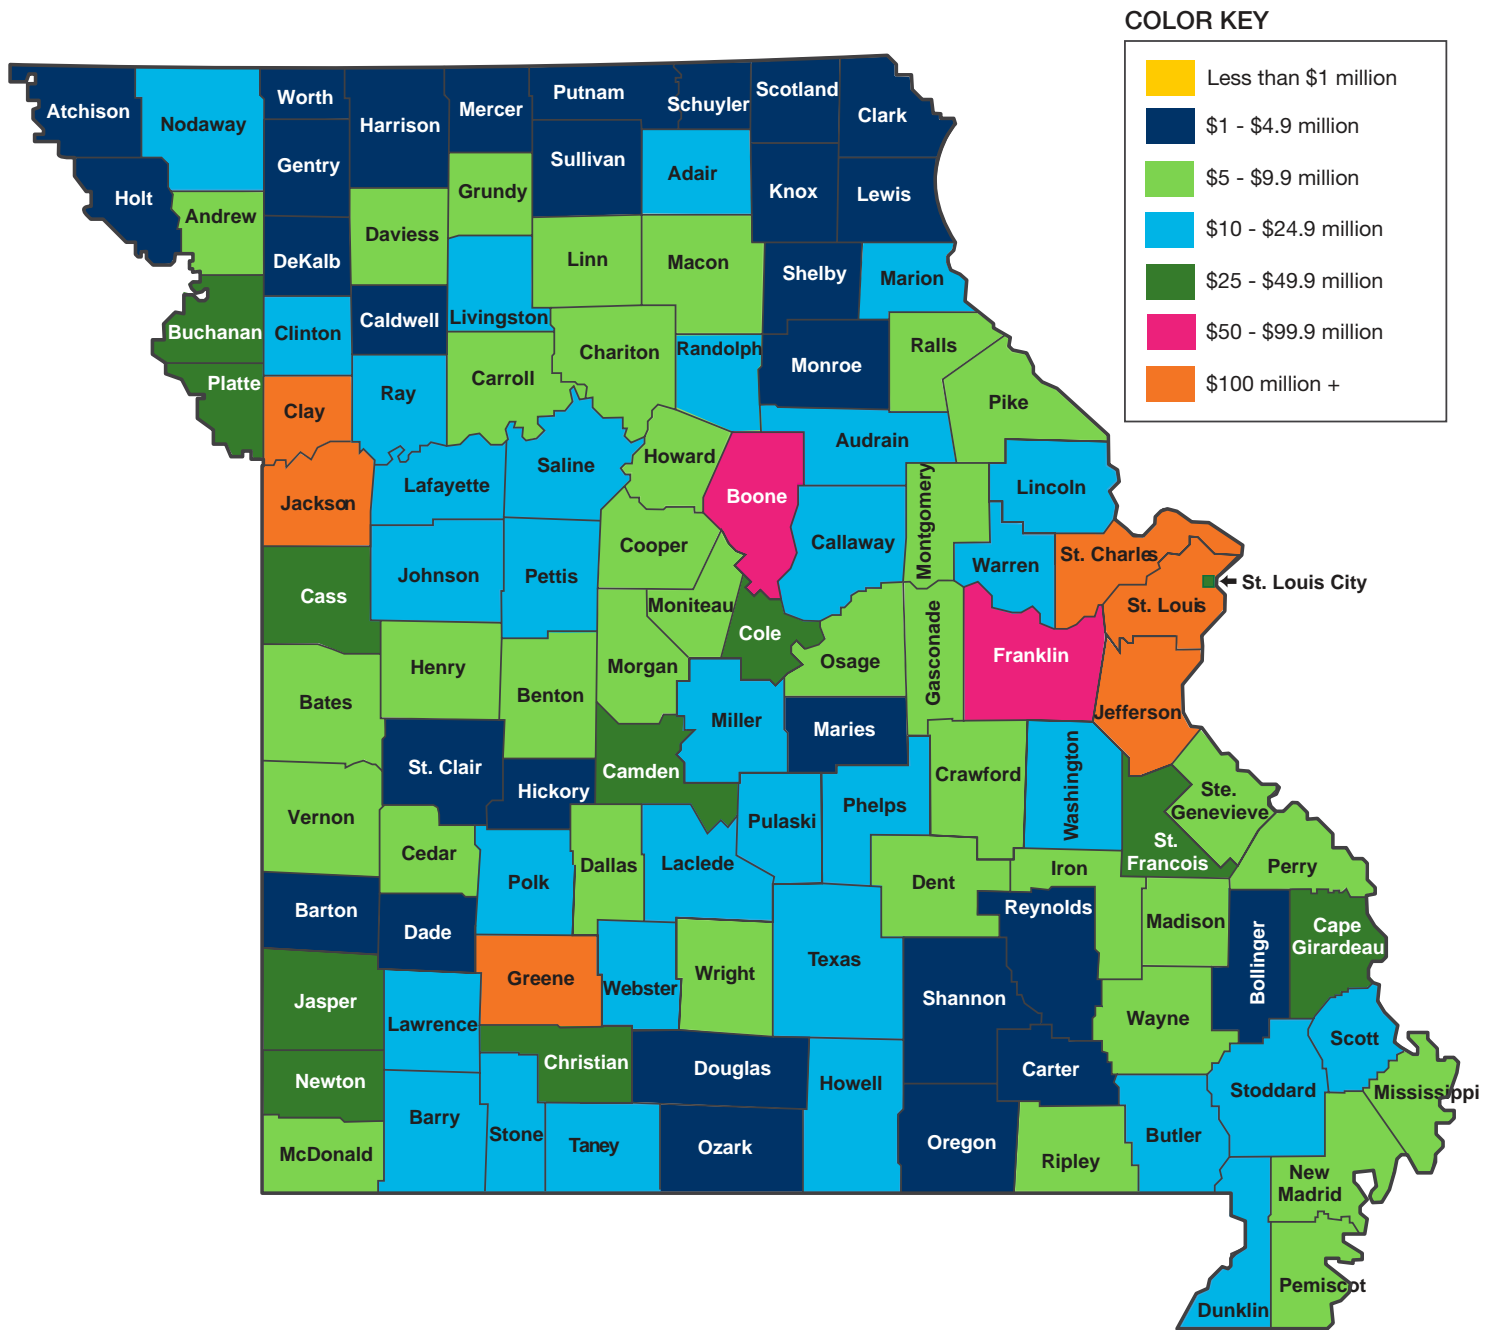 COLOR KEY
Less than $1 million
$1 - $4.9 million
$5 - $9.9 million
$10 - $24.9 million
$25 - $49.9 million
$50 - $99.9 million
$100 million +
Atchison
Nodaway
Worth
Harrison
Mercer
Putnam
Schuyler
Scotland
Clark
Gentry
Sullivan
Adair
Knox
Lewis
Holt
Andrew
Grundy
Daviess
DeKalb
Linn
Macon
Shelby
Marion
Buchanan
Clinton
Caldwell
Livingston
Chariton
Randolph
Monroe
Ralls
Pike
Platte
Clay
Ray
Carroll
Audrain
Jackson
Lafayette
Saline
Howard
Boone
Montgomery
Lincoln
Cass
Johnson
Pettis
Cooper
Callaway
Warren
St. Charles
St. Louis City
St. Louis
Moniteau
Cole
Osage
Gasconade
Franklin
Bates
Henry
Benton
Morgan
Miller
Maries
Jefferson
St. Clair
Hickory
Camden
Pulaski
Phelps
Crawford
Washington
Ste.
Genevieve
Vernon
Cedar
Polk
Dallas
Laclede
Dent
Iron
St.
Francois
Perry
Barton
Dade
Greene
Webster
Wright
Texas
Reynolds
Madison
Bollinger
Cape
Girardeau
Jasper
Lawrence
Christian
Douglas
Howell
Shannon
Carter
Wayne
Scott
Newton
Barry
Stone
Taney
Ozark
Oregon
Ripley
Butler
Stoddard
Mississippi
McDonald
New
Madrid
Dunklin
Pemiscot